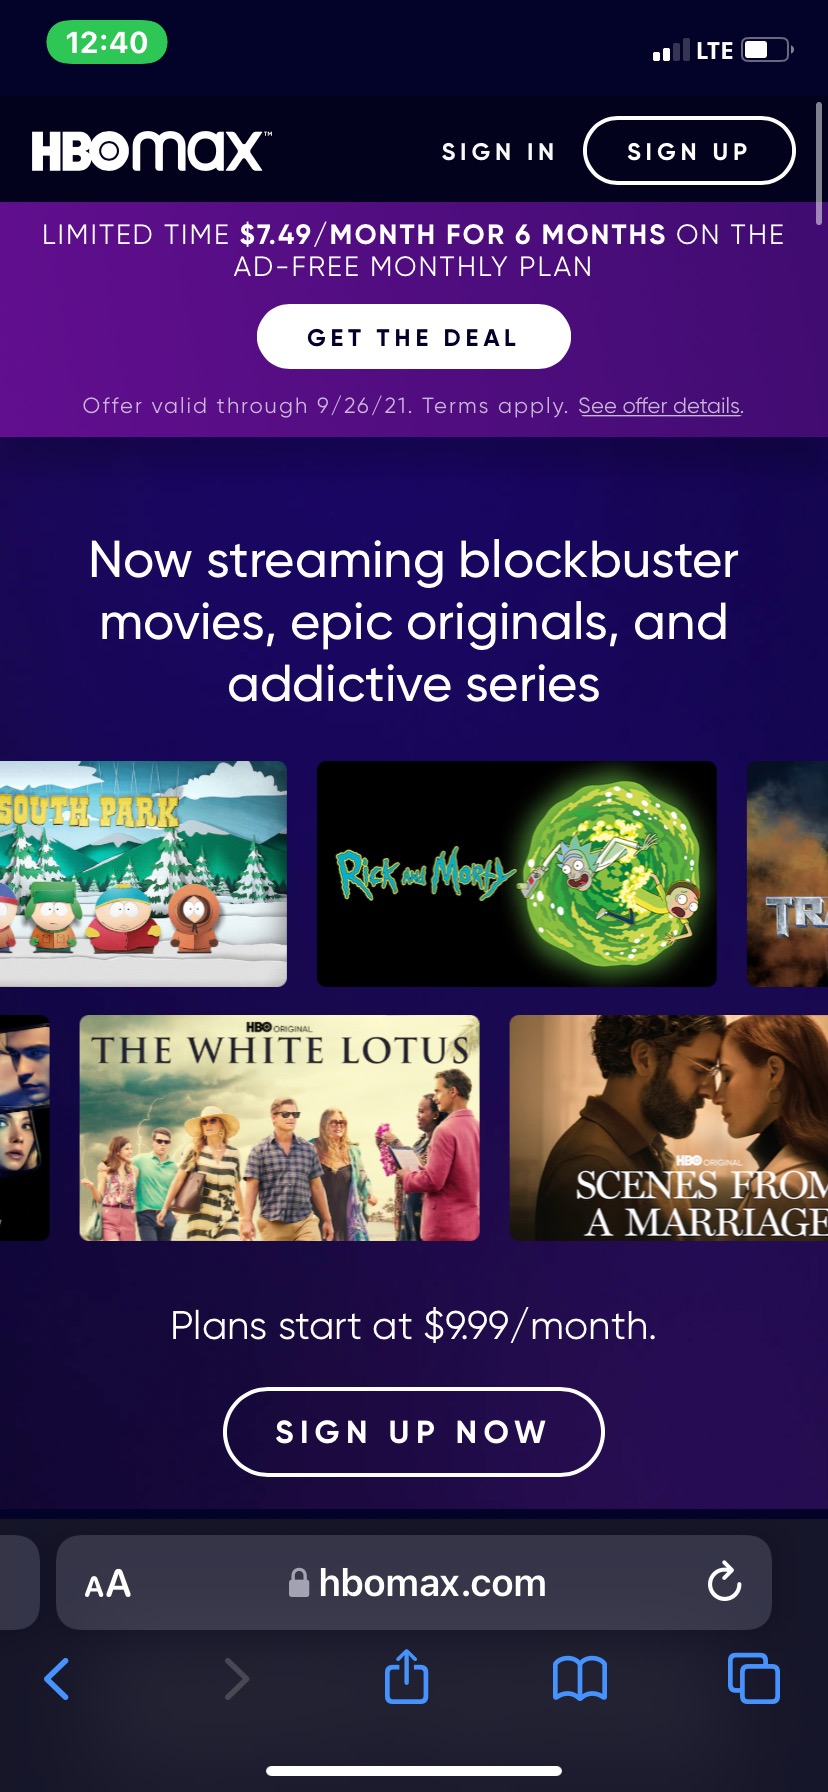 12:40
LTE
HBOMAX™
SIGN IN
SIGN UP
LIMITED TIME $7.49/MONTH FOR 6 MONTHS ON THE
AD-FREE MONTHLY PLAN
GET THE DEAL
Offer valid through 9/26/21. Terms apply. See offer details.
Now streaming blockbuster
movies, epic originals, and
addictive series
SOUTH PARK
Rick and Morty
TR
HBO ORIGINAL
THE WHITE LOTUS
HBO ORIGINAL
SCENES FROM
A MARRIAGE
Plans start at $9.99/month.
SIGN UP NOW
AA
hbomax.com